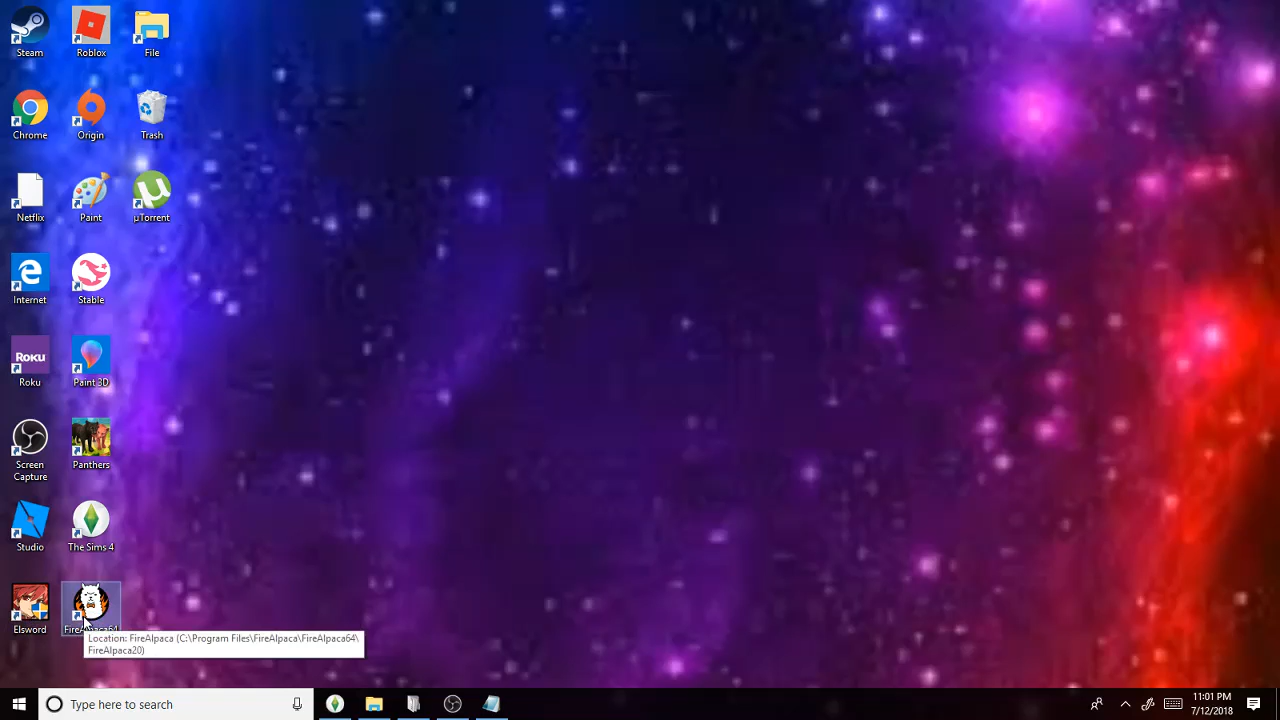 Steam
Roblox
File
Chrome
Origin
Trash
Netflix
Paint
µTorrent
Internet
Stable
Roku
Roku
Paint 3D
Screen
Capture
Panthers
Studio
The Sims 4
Elsword
FireAlpaca64
Location: FireAlpaca (C:\Program Files\FireAlpaca\FireAlpaca64\
FireAlpaca20)
Type here to search
11:01 PM
7/12/2018